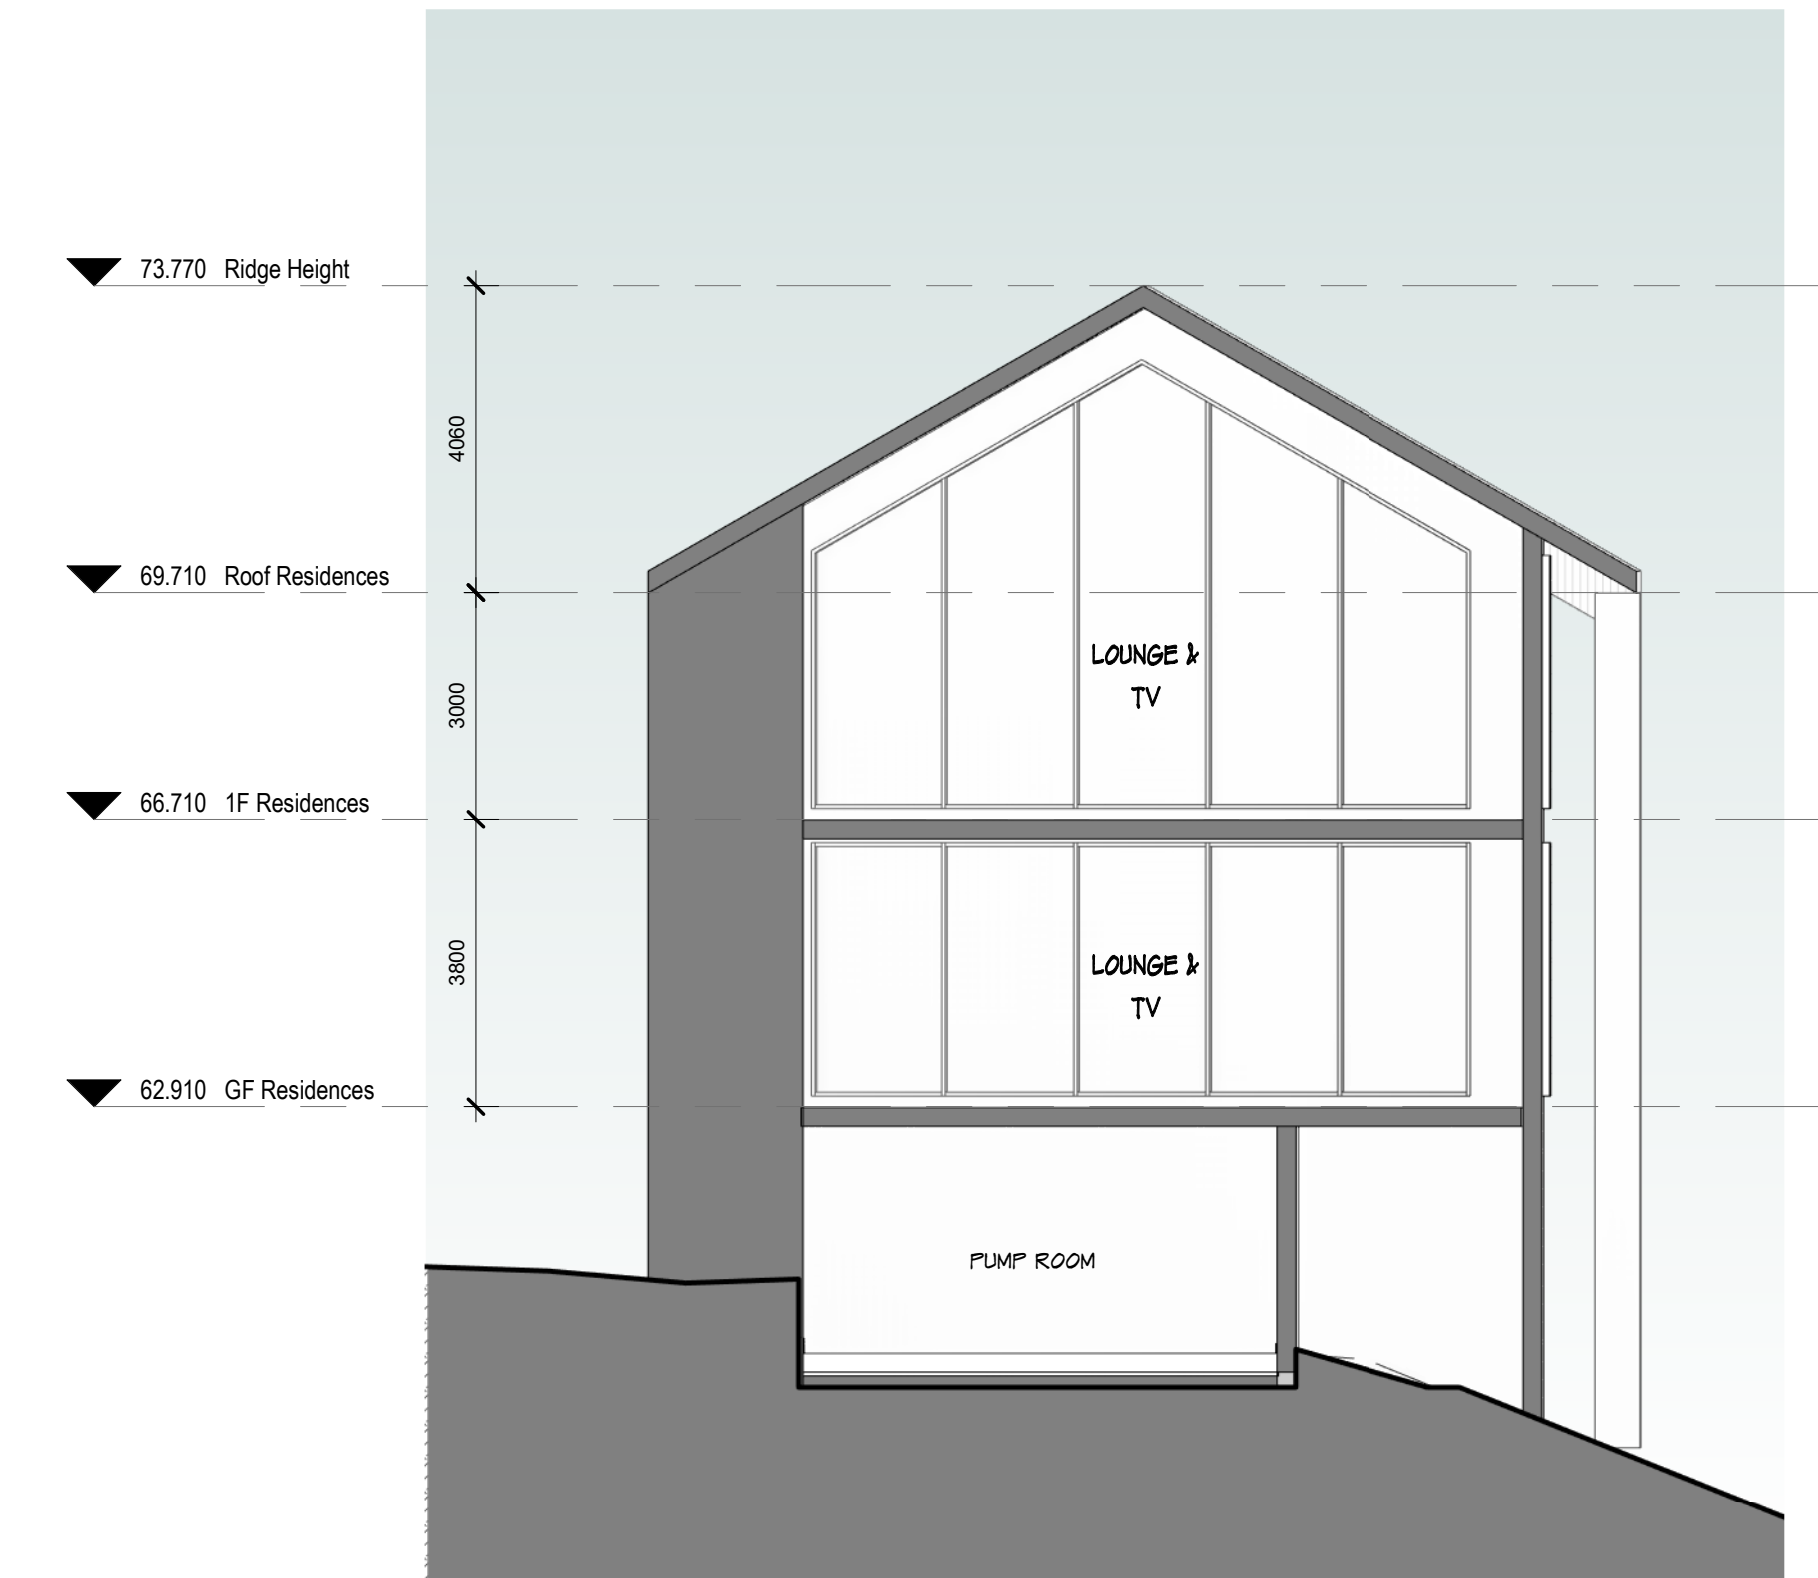 73.770 Ridge Height
4060
69.710 Roof Residences
LOUNGE &
TV
3000
66.710 1F Residences
LOUNGE &
TV
3800
62.910 GF Residences
PUMP ROOM